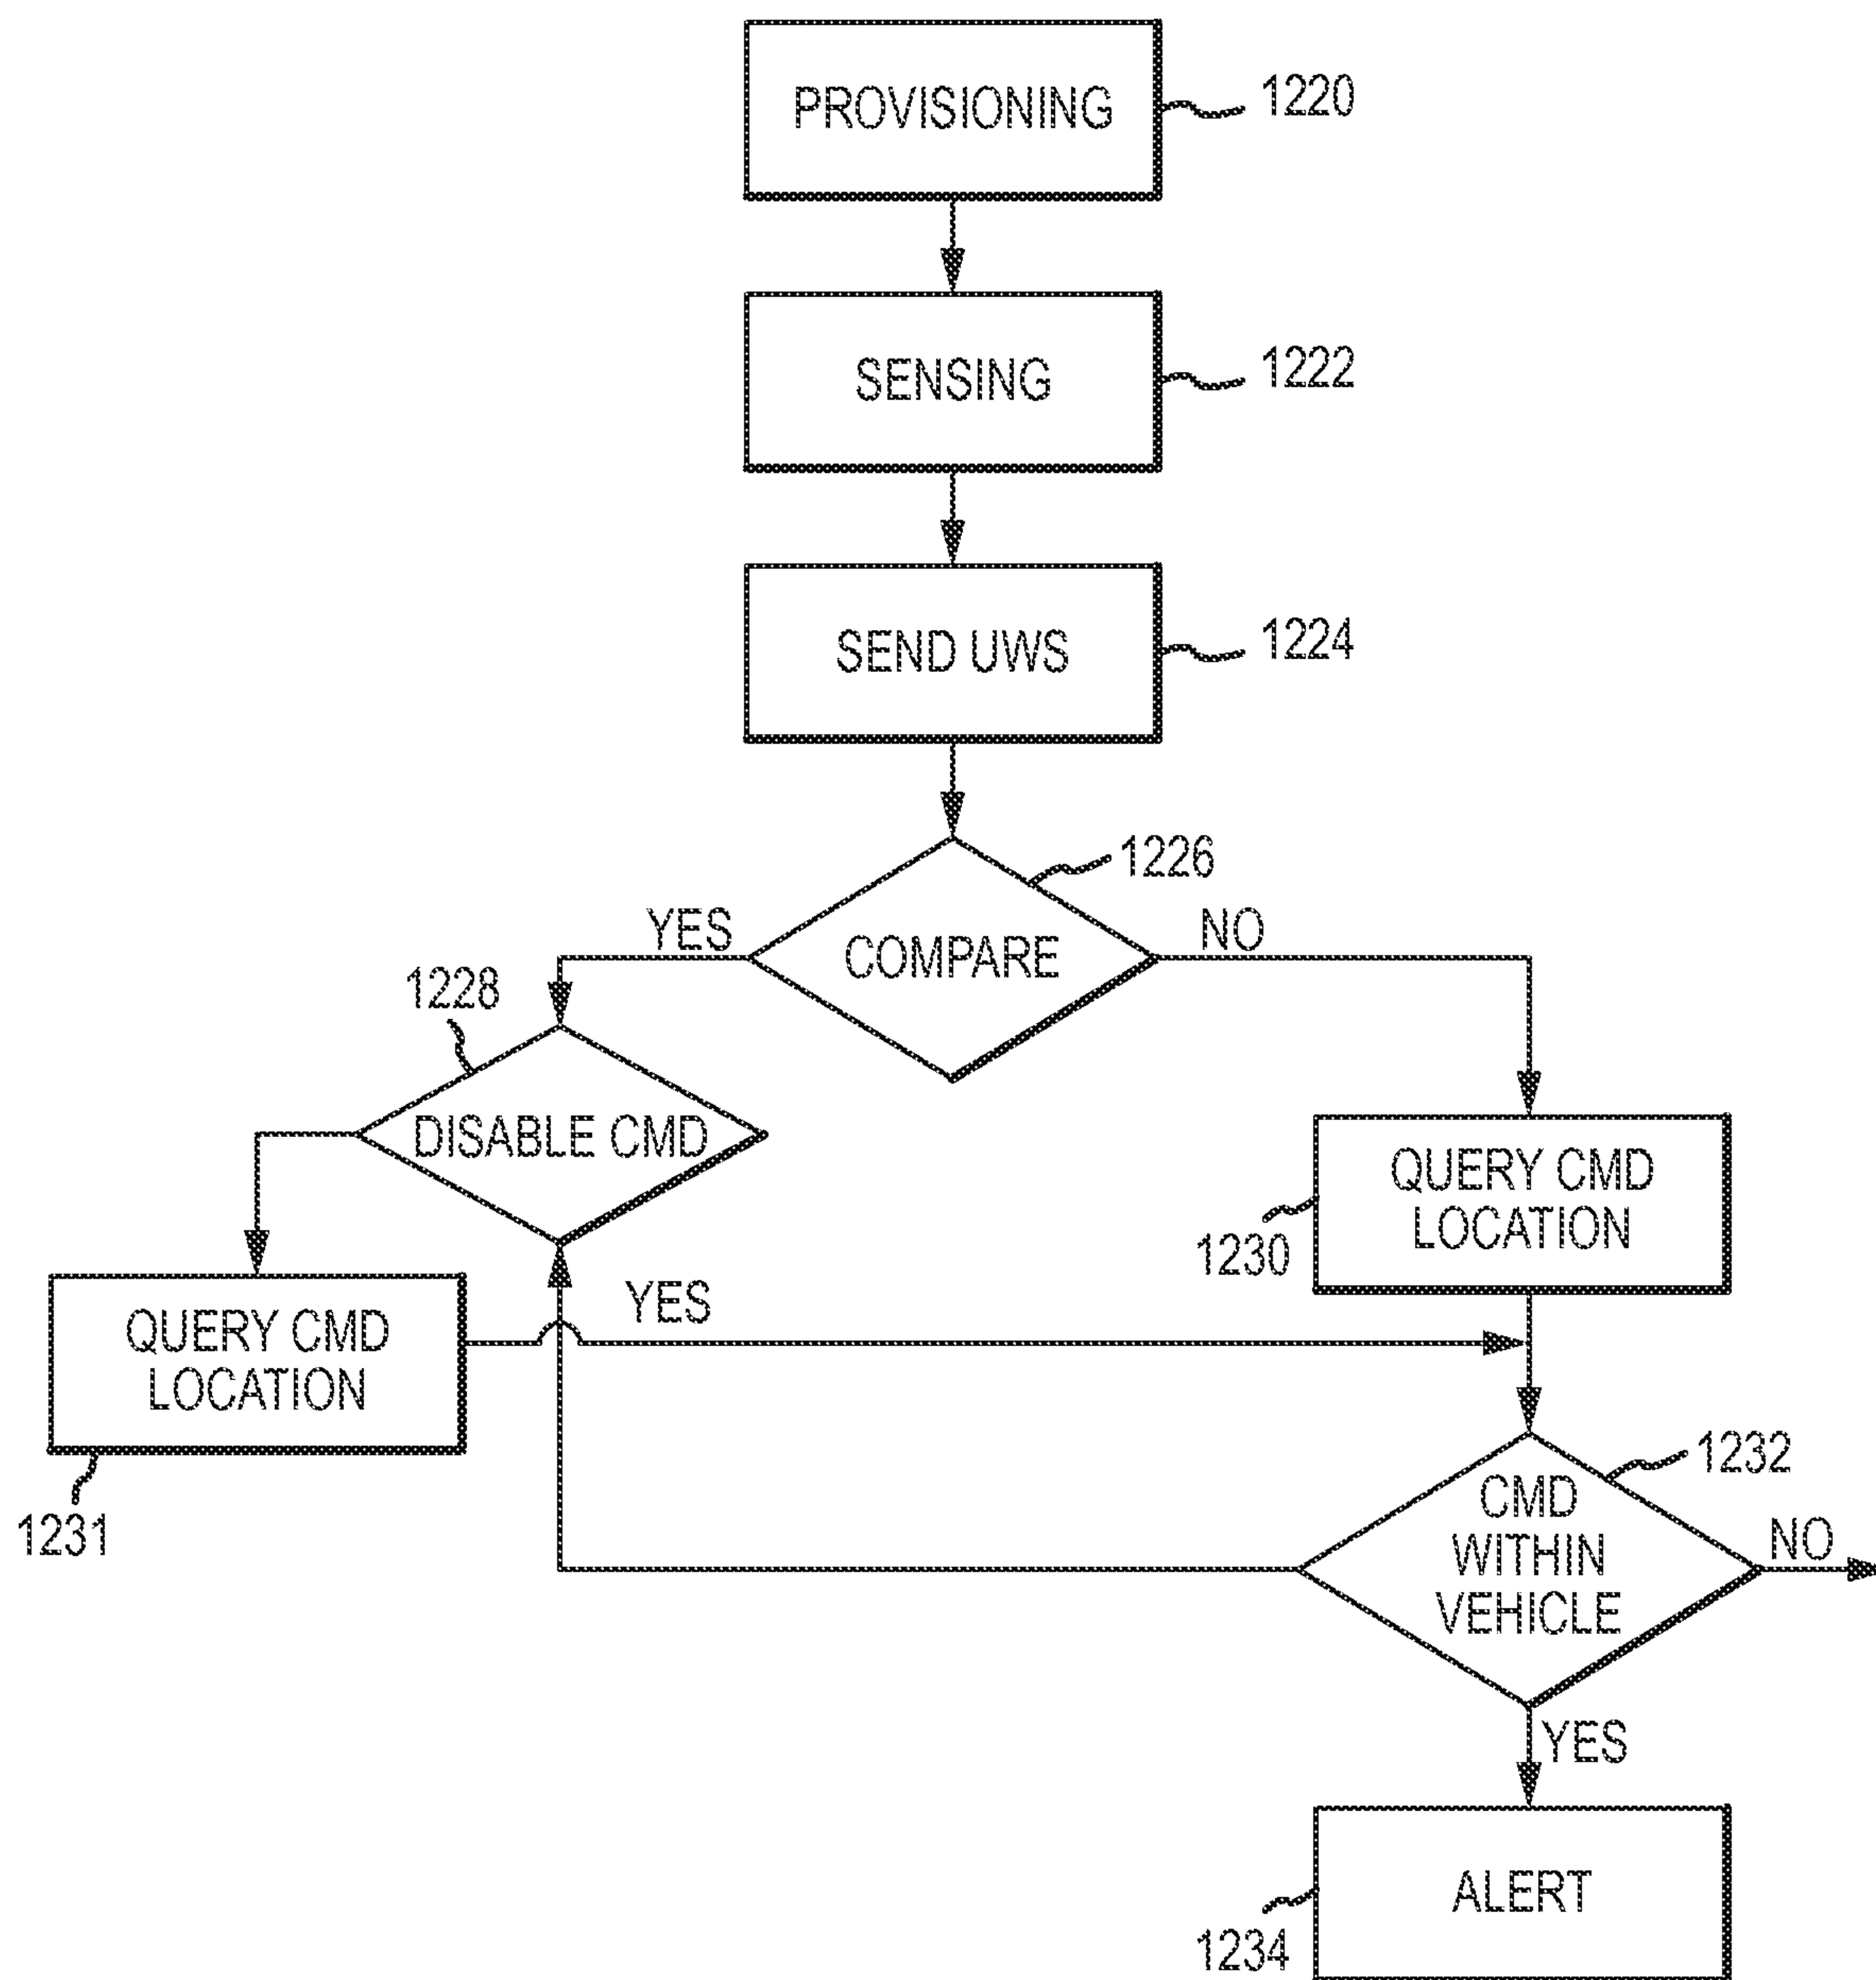 PROVISIONING
1220
SENSING
1222
SEND UWS
1224
1226
YES
COMPARE
NO
1228
DISABLE CMD
QUERY CMD
LOCATION
1230
YES
QUERY CMD
LOCATION
1231
1232
CMD
WITHIN
VEHICLE
NO
YES
ALERT
1234